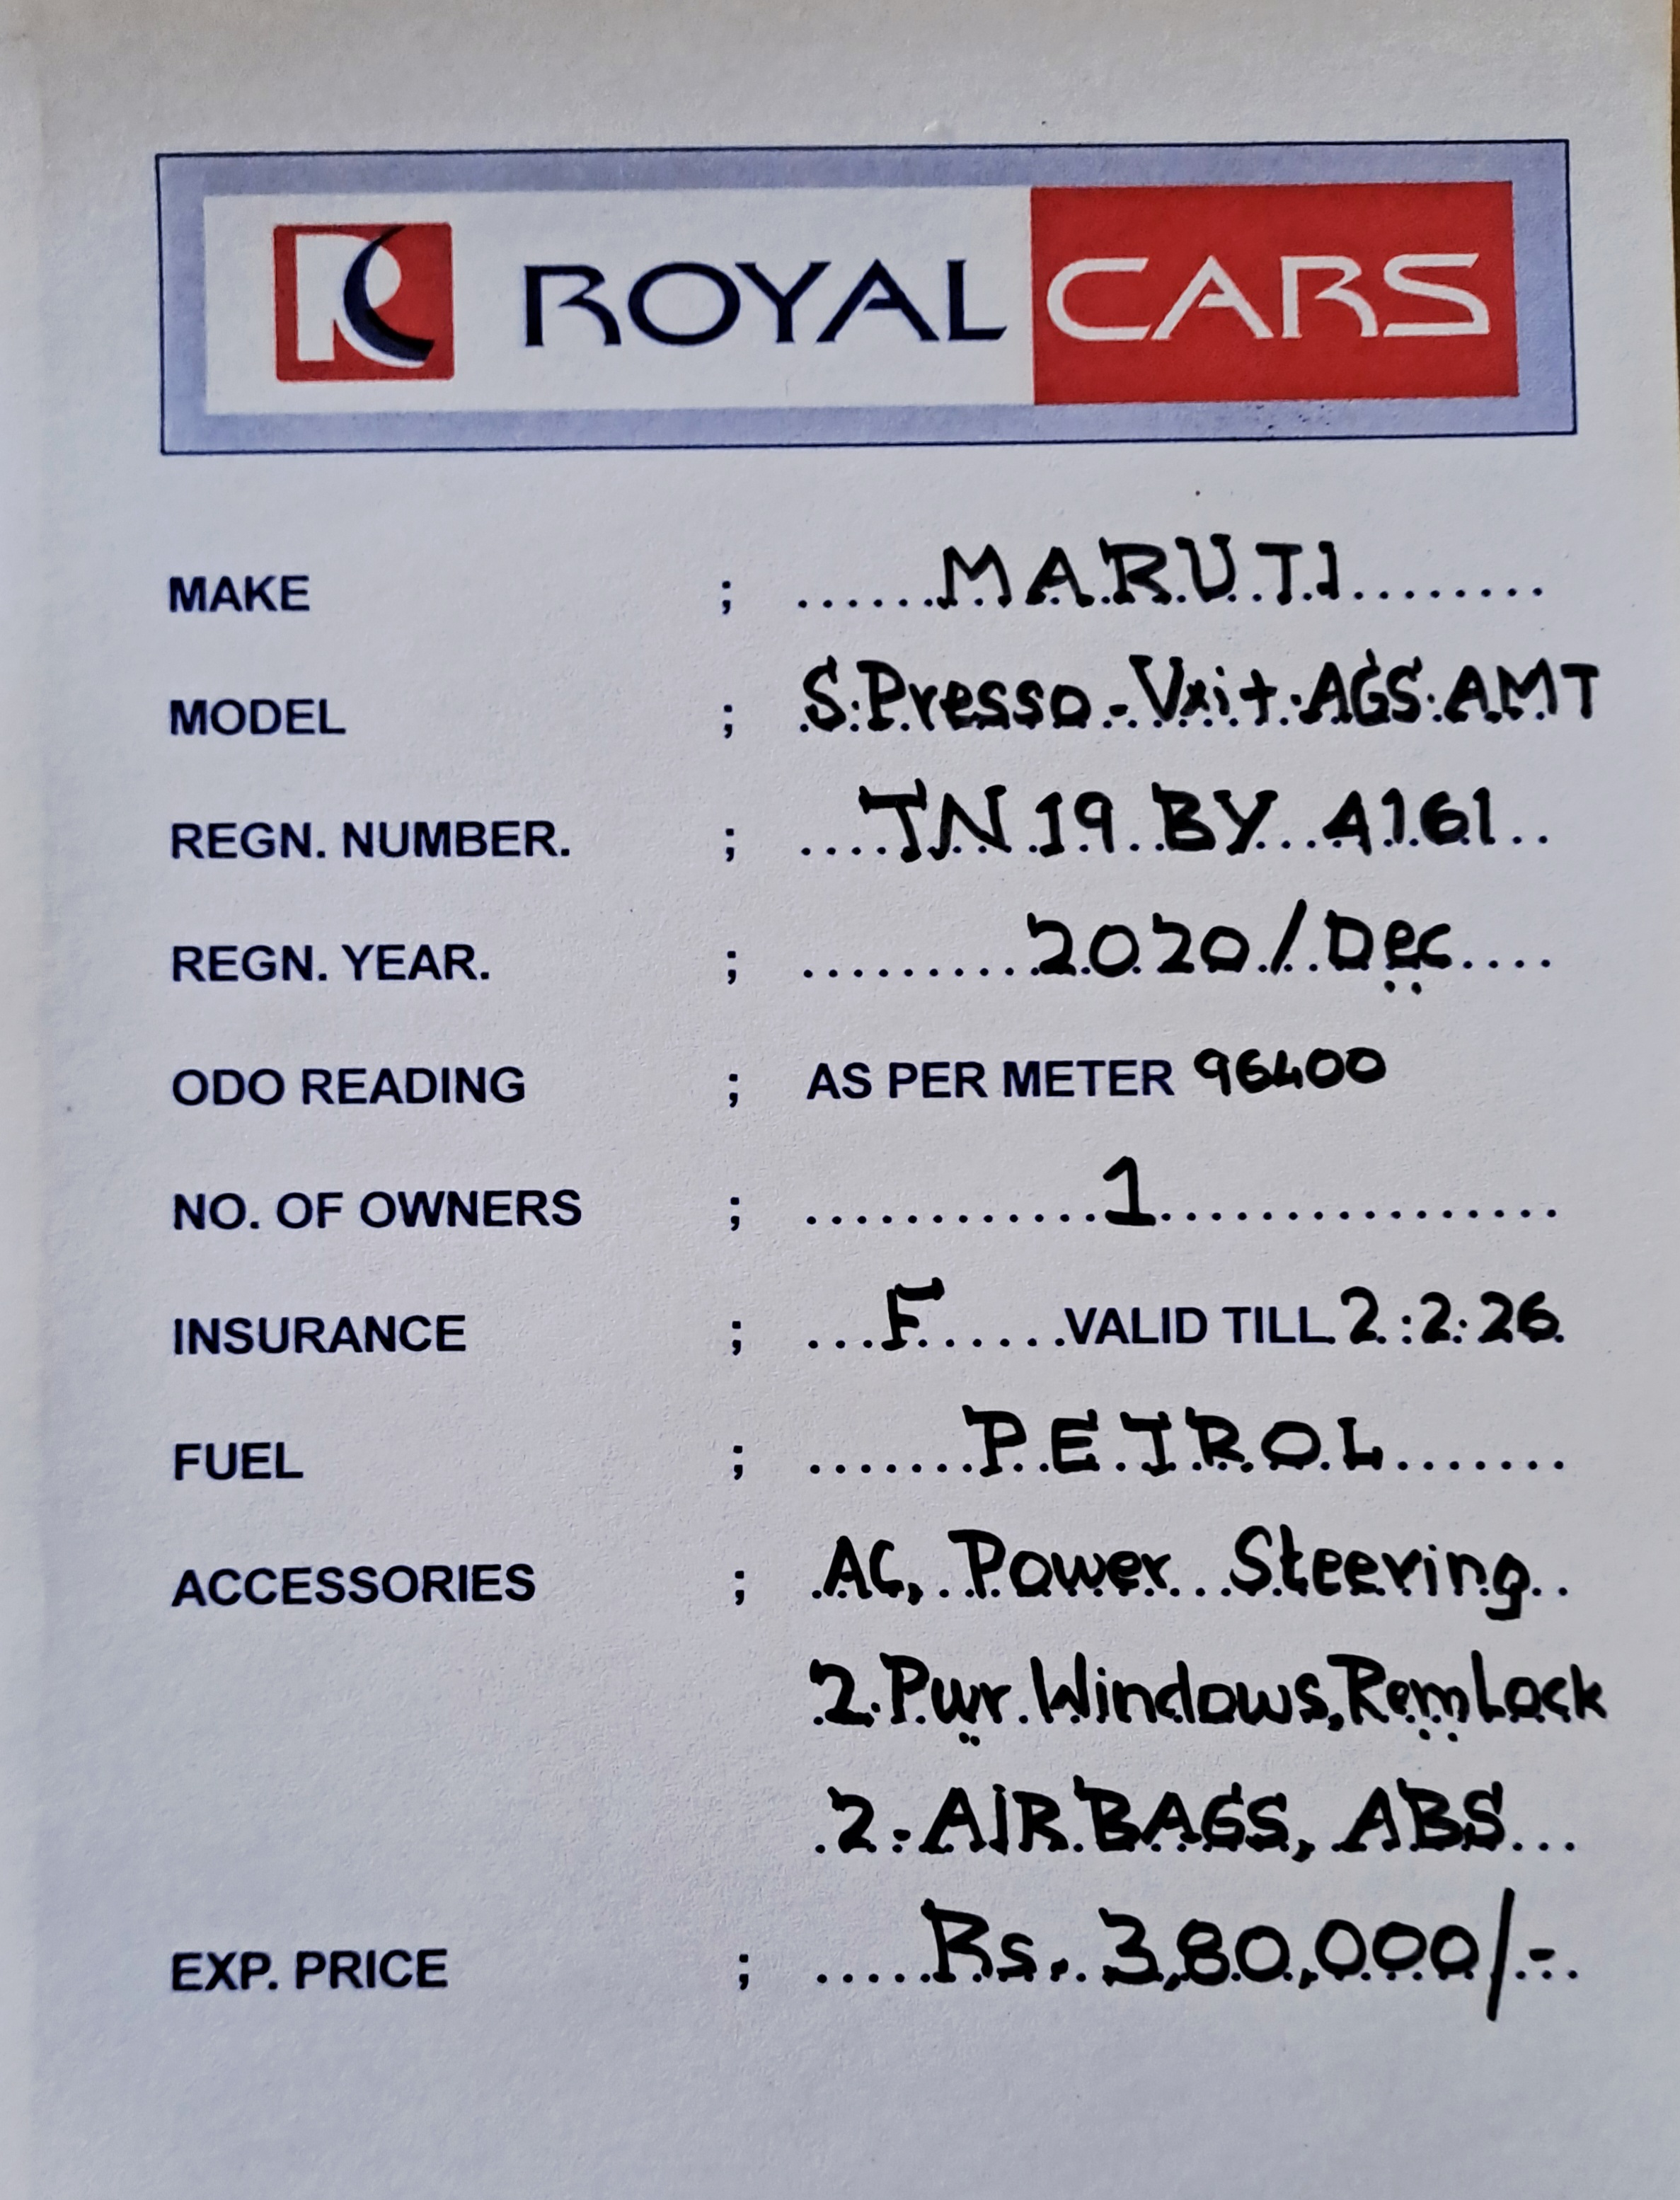 R ROYAL CARS
MAKE ; MARUTI
MODEL ; S.Presso-Vxi+ AGS AMT
REGN. NUMBER. ; TN 19 BY 4161
REGN. YEAR. ; 2020/Dec
ODO READING ; AS PER METER 96400
NO. OF OWNERS ; 1
INSURANCE ; F VALID TILL 2:2:26
FUEL ; PETROL
ACCESSORIES ; AC, Power Steering
2 Pwr Windows, Rem Lock
2-AIR BAGS, ABS
EXP. PRICE ; Rs. 3,80,000/-